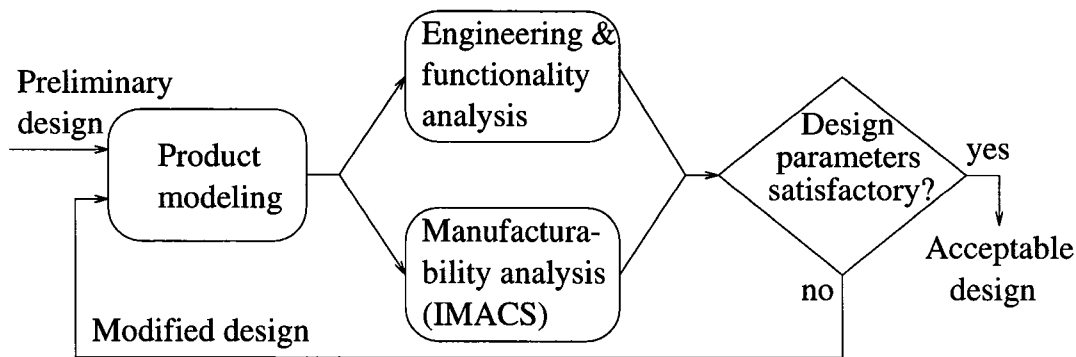 Preliminary
design
Product
modeling
Engineering &
functionality
analysis
Manufactura-
bility analysis
(IMACS)
Design
parameters
satisfactory?
yes
Acceptable
design
no
Modified design